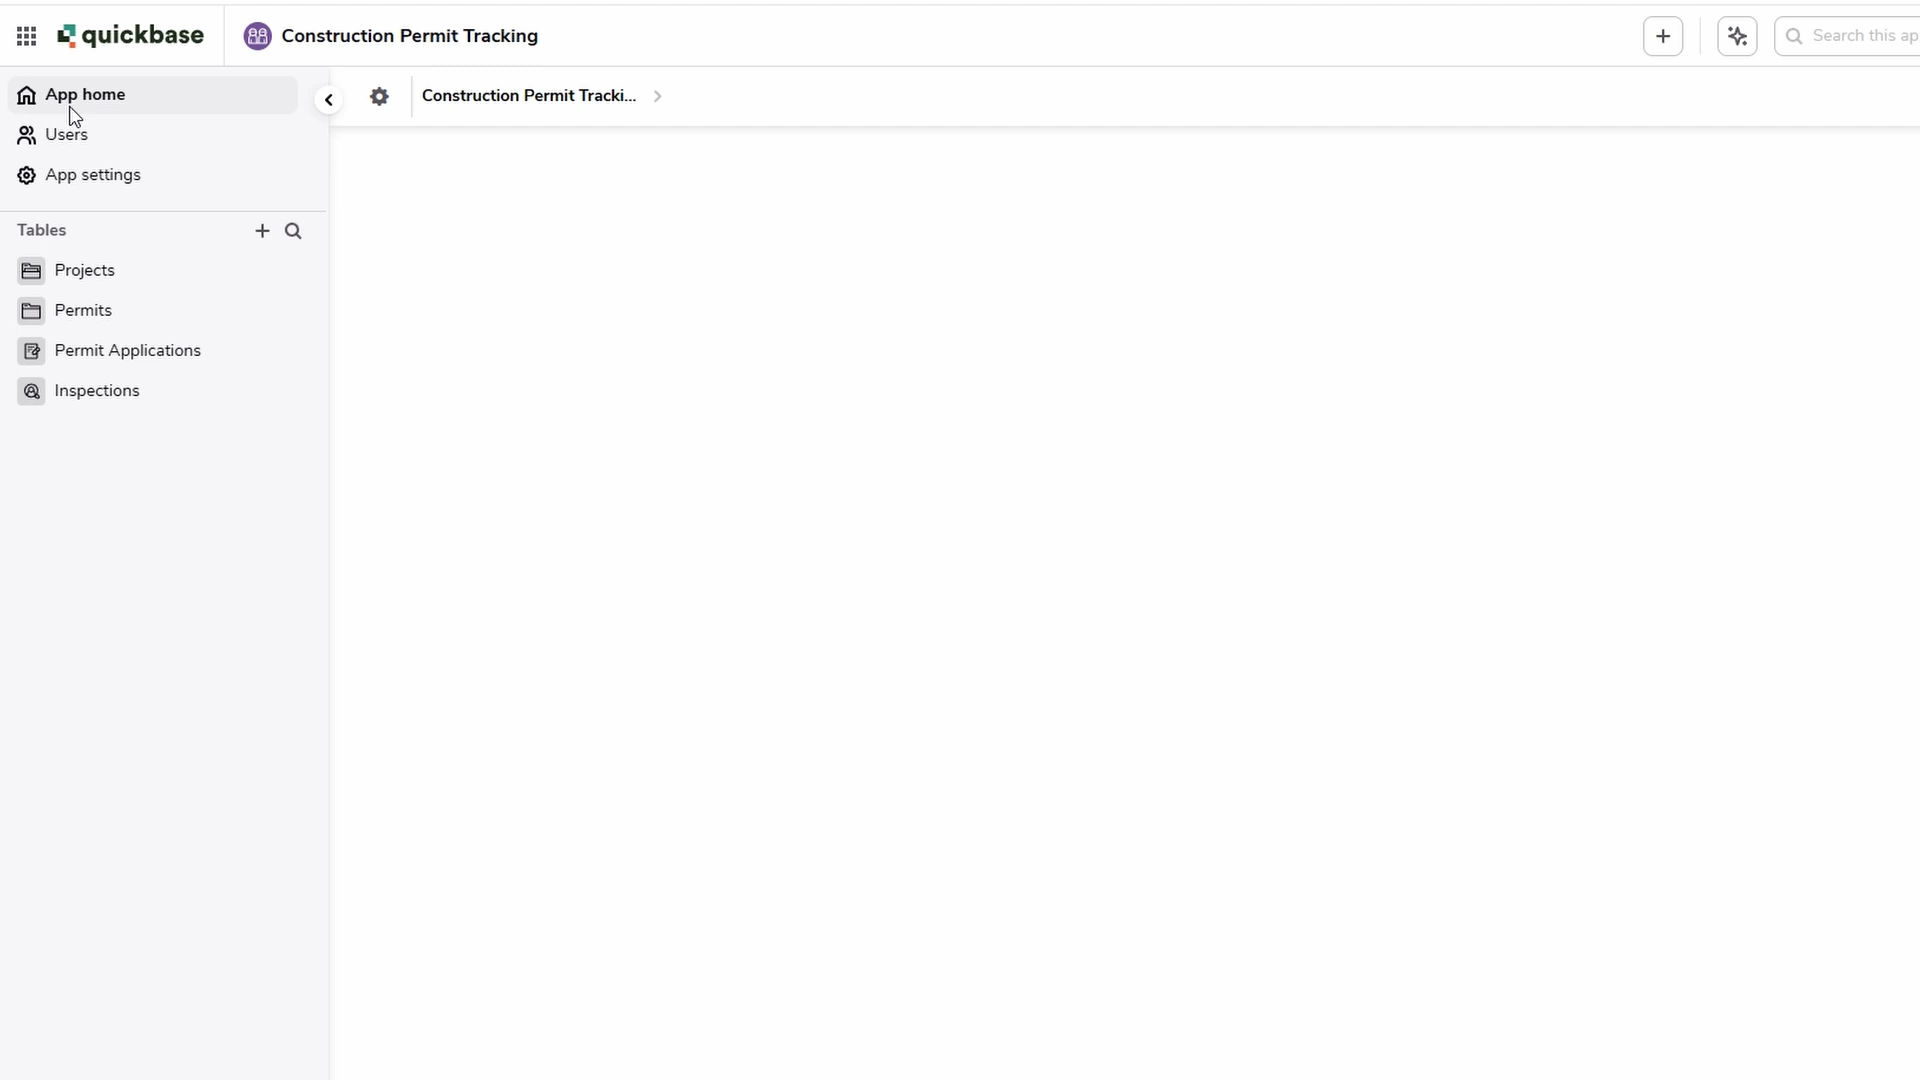 quickbase
Construction Permit Tracking
Search this ap
App home
Construction Permit Tracki...
Users
App settings
Tables
Projects
Permits
Permit Applications
Inspections